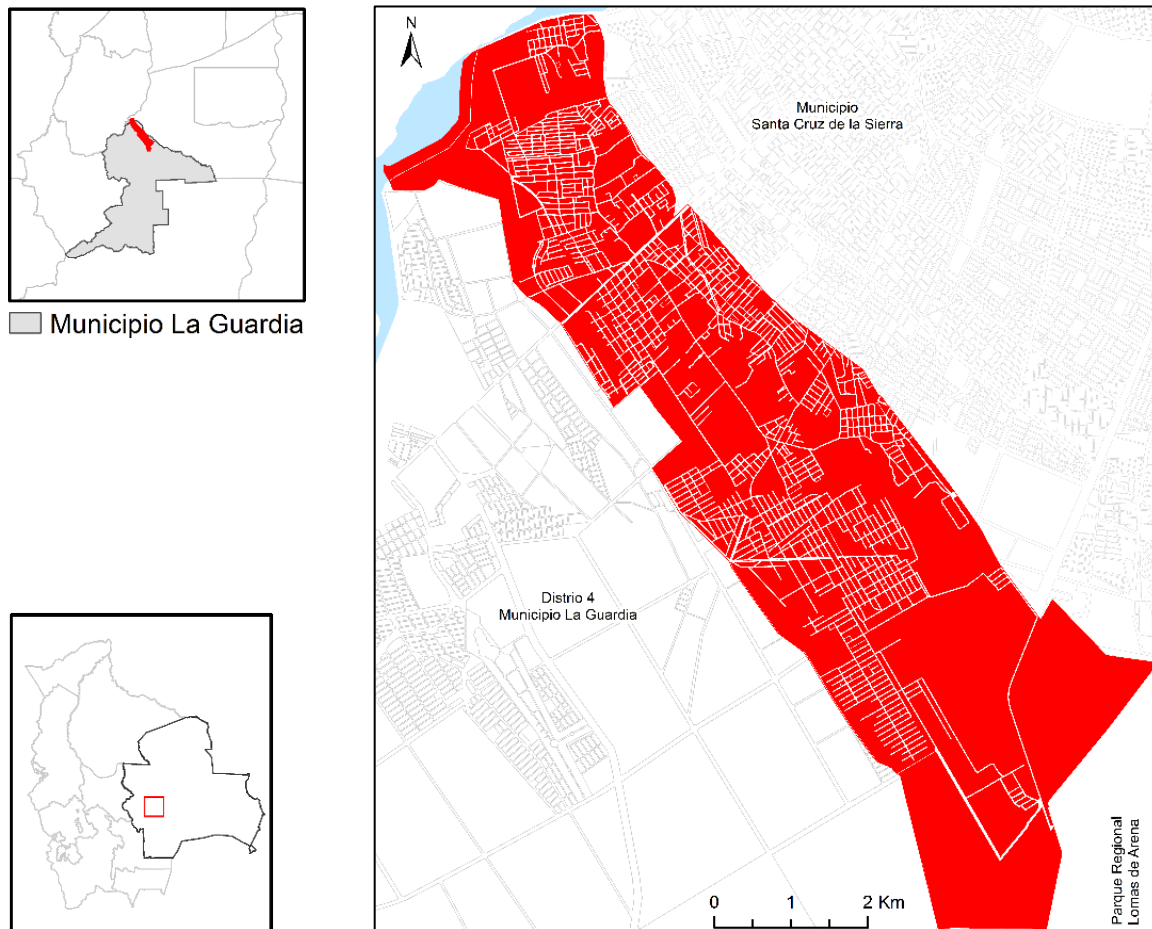 Municipio La Guardia
N
Municipio
Santa Cruz de la Sierra
Distrio 4
Municipio La Guardia
Parque Regional
Lomas de Arena
0 1 2 Km